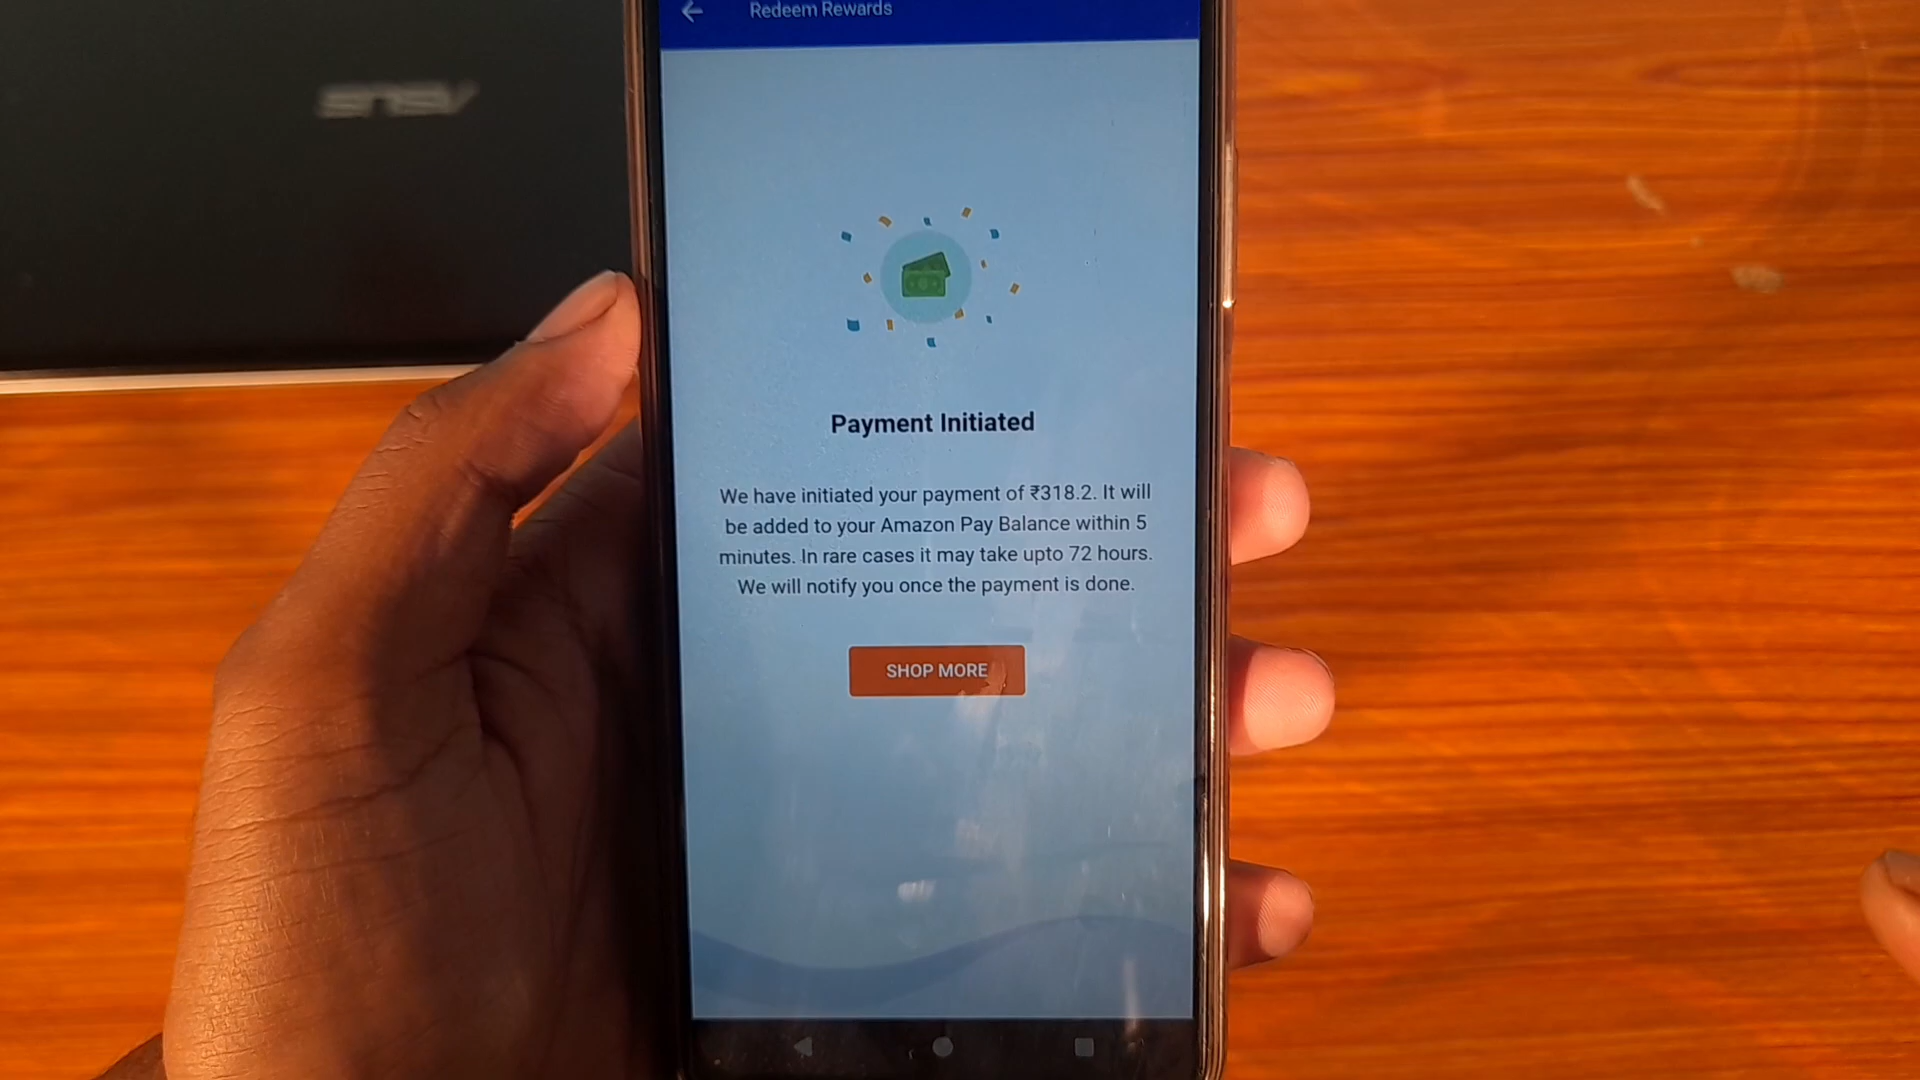 Redeem Rewards
ASUS
Payment Initiated
We have initiated your payment of ₹318.2. It will
be added to your Amazon Pay Balance within 5
minutes. In rare cases it may take upto 72 hours.
We will notify you once the payment is done.
SHOP MORE